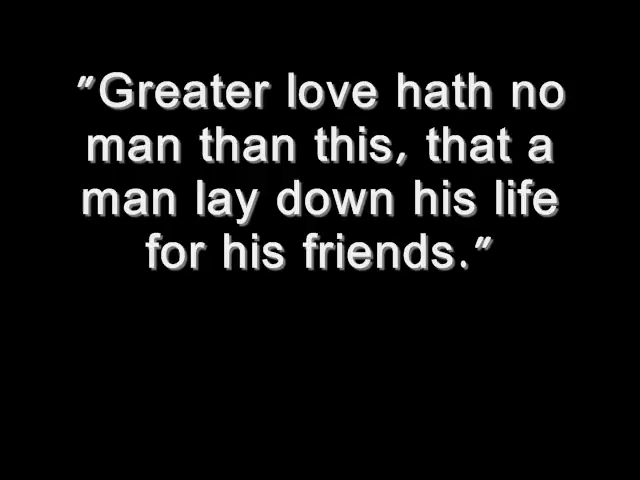 "Greater love hath no
man than this, that a
man lay down his life
for his friends."